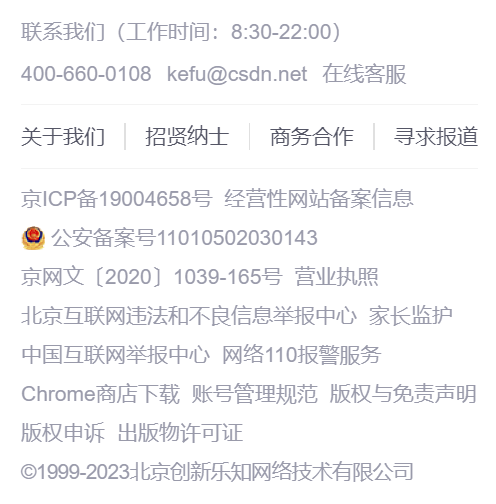 联系我们（工作时间：8:30-22:00）
400-660-0108 kefu@csdn.net 在线客服
关于我们 招贤纳士 商务合作 寻求报道
京ICP备19004658号 经营性网站备案信息
公安备案号11010502030143
京网文〔2020〕1039-165号 营业执照
北京互联网违法和不良信息举报中心 家长监护
中国互联网举报中心 网络110报警服务
Chrome商店下载 账号管理规范 版权与免责声明
版权申诉 出版物许可证
©1999-2023北京创新乐知网络技术有限公司